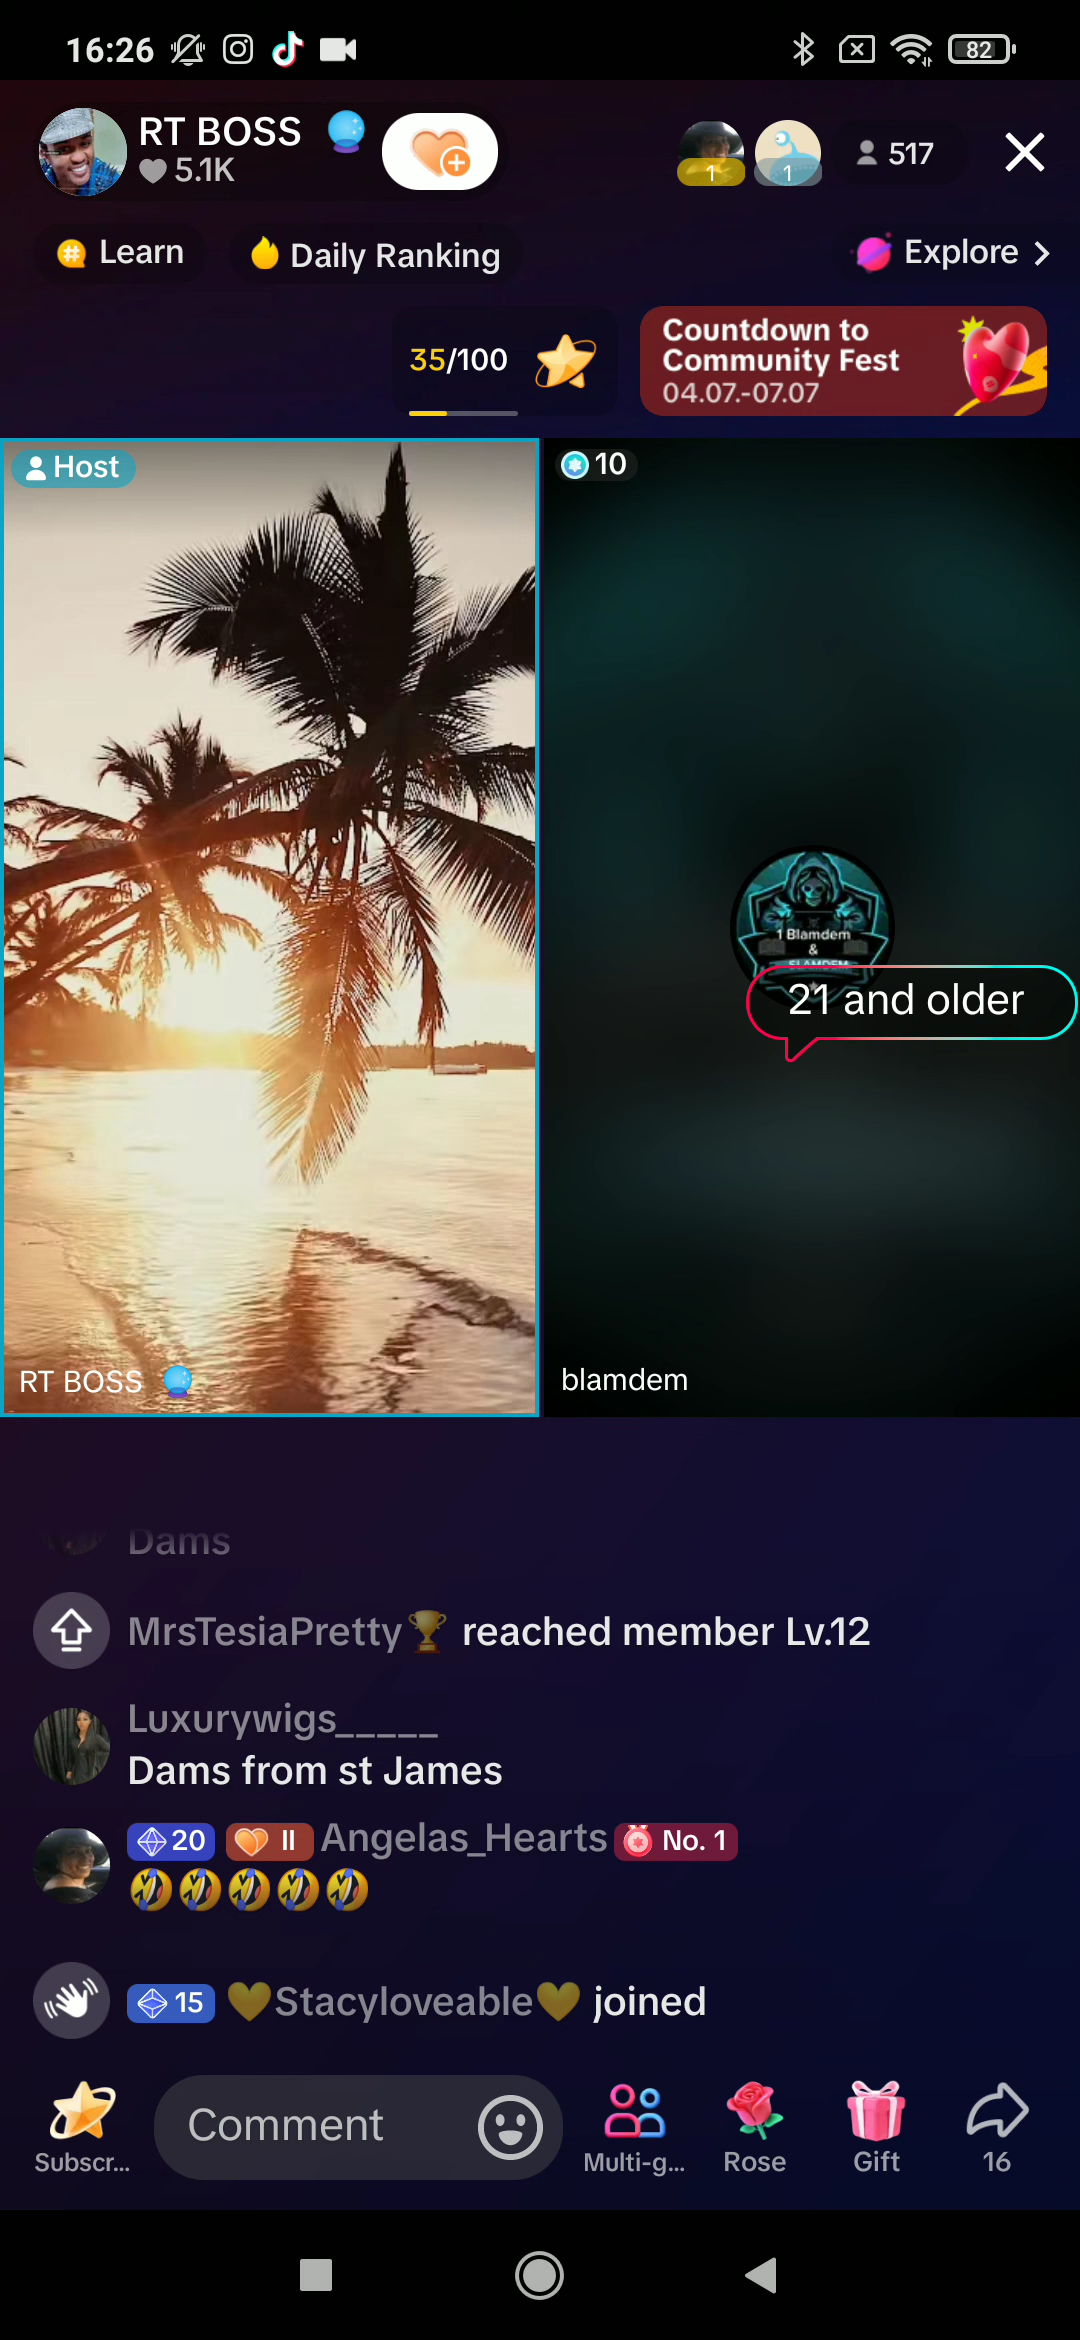 16:26
82
RT BOSS
5.1K
1
1
517
Learn
Daily Ranking
Explore
35/100
Countdown to
Community Fest
04.07.-07.07
Host
10
1 Blamdem
&
SLAMDEM
21 and older
RT BOSS
blamdem
Dams
MrsTesiaPretty🏆 reached member Lv.12
Luxurywigs_____
Dams from st James
20 II Angelas_Hearts No. 1
🤣🤣🤣🤣🤣
15 💛Stacyloveable💛 joined
Comment
Subscr...
Multi-g...
Rose
Gift
16